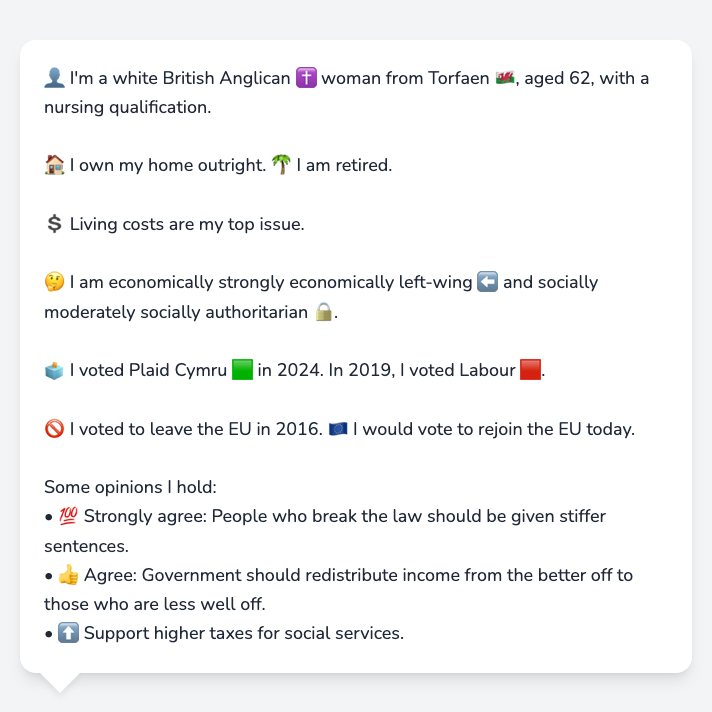 👤 I'm a white British Anglican ✝️ woman from Torfaen 🏴󠁧󠁢󠁷󠁬󠁳󠁿, aged 62, with a
nursing qualification.
🏠 I own my home outright. 🌴 I am retired.
💲 Living costs are my top issue.
🤔 I am economically strongly economically left-wing ⬅️ and socially
moderately socially authoritarian 🔒.
🗳️ I voted Plaid Cymru 🟩 in 2024. In 2019, I voted Labour 🟥.
🚫 I voted to leave the EU in 2016. 🇪🇺 I would vote to rejoin the EU today.
Some opinions I hold:
• 💯 Strongly agree: People who break the law should be given stiffer
sentences.
• 👍 Agree: Government should redistribute income from the better off to
those who are less well off.
• ⬆️ Support higher taxes for social services.